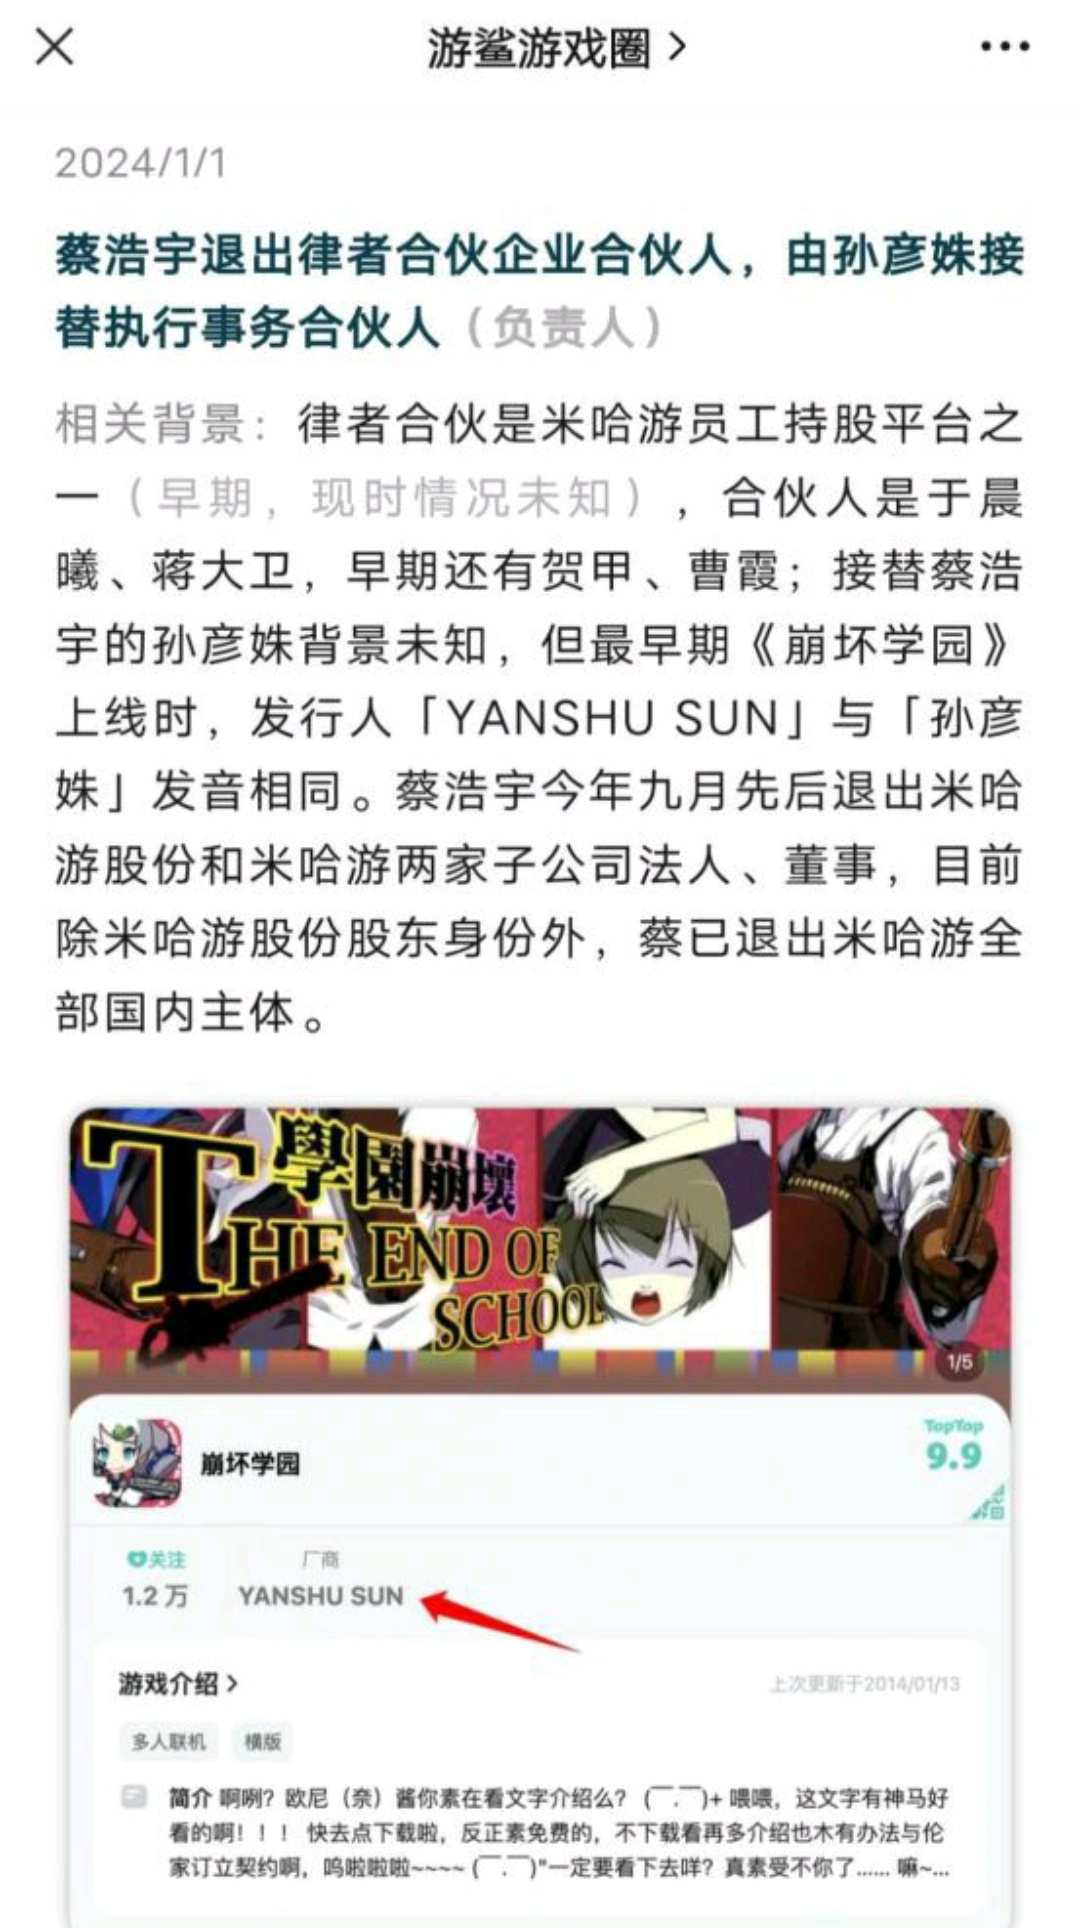 游鲨游戏圈 >
2024/1/1
蔡浩宇退出律者合伙企业合伙人，由孙彦姝接
替执行事务合伙人（负责人）
相关背景：律者合伙是米哈游员工持股平台之
一（早期，现时情况未知），合伙人是于晨
曦、蒋大卫，早期还有贺甲、曹霞；接替蔡浩
宇的孙彦姝背景未知，但最早期《崩坏学园》
上线时，发行人「YANSHU SUN」与「孙彦
姝」发音相同。蔡浩宇今年九月先后退出米哈
游股份和米哈游两家子公司法人、董事，目前
除米哈游股份股东身份外，蔡已退出米哈游全
部国内主体。
學園崩壞
THE END OF
SCHOOL
1/5
崩坏学园
TapTap
9.9
关注
厂商
1.2 万
YANSHU SUN
游戏介绍 >
上次更新于2014/01/13
多人联机
横版
简介 啊咧？欧尼（奈）酱你素在看文字介绍么？ (￣.￣)+ 喂喂，这文字有神马好
看的啊！！！ 快去点下载啦，反正素免费的，不下载看再多介绍也木有办法与伦
家订立契约啊，呜啦啦啦~~~~ (￣.￣)"一定要看下去咩？真素受不你了...... 嘛~...